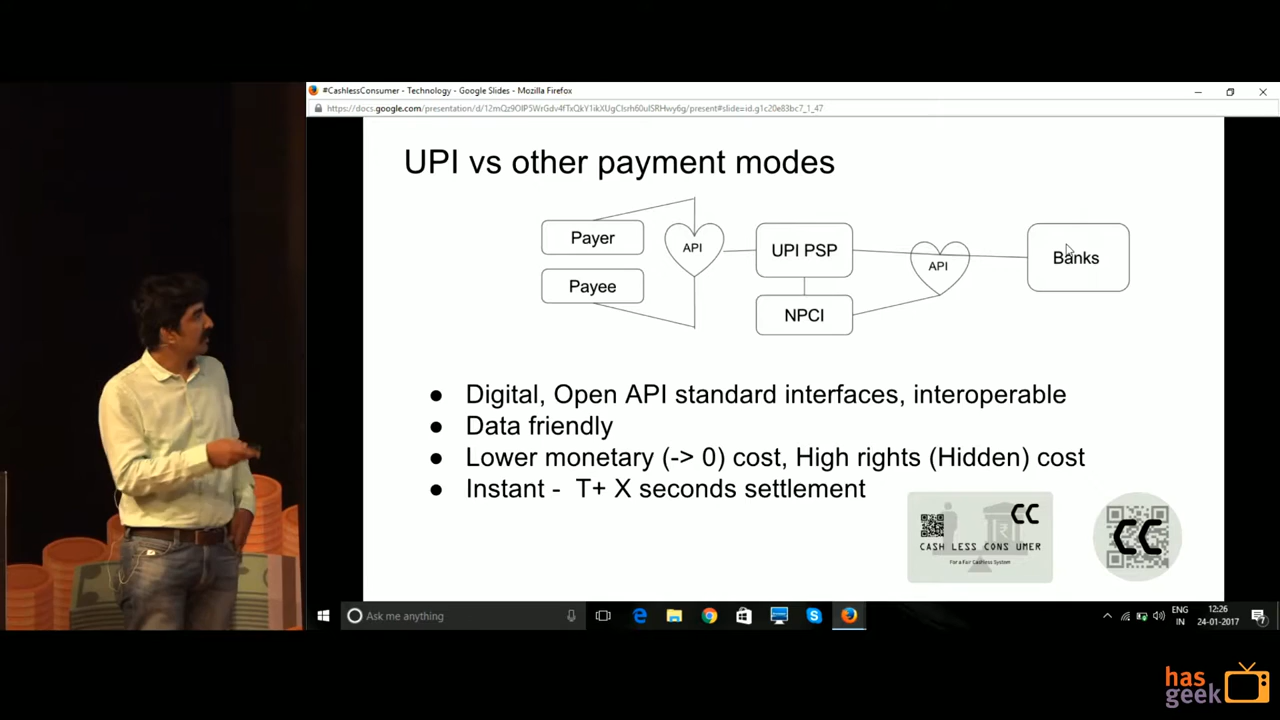 #CashlessConsumer - Technology - Google Slides - Mozilla Firefox
UPI vs other payment modes
Payer
Payee
API
UPI PSP
NPCI
API
Banks
● Digital, Open API standard interfaces, interoperable
● Data friendly
● Lower monetary (-> 0) cost, High rights (Hidden) cost
● Instant - T+ X seconds settlement
CC
CASH LESS CONSUMER
For a Fair Cashless System
CC
Ask me anything
ENG
IN
12:26
24-01-2017
has
geek